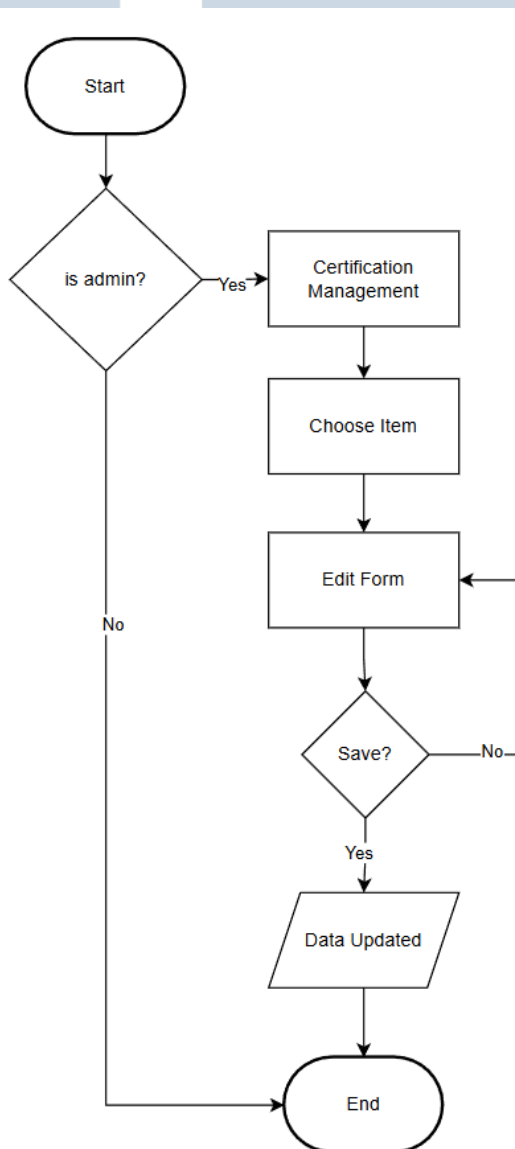 Start
is admin?
Yes
Certification
Management
Choose Item
Edit Form
No
Save?
No
Yes
Data Updated
End